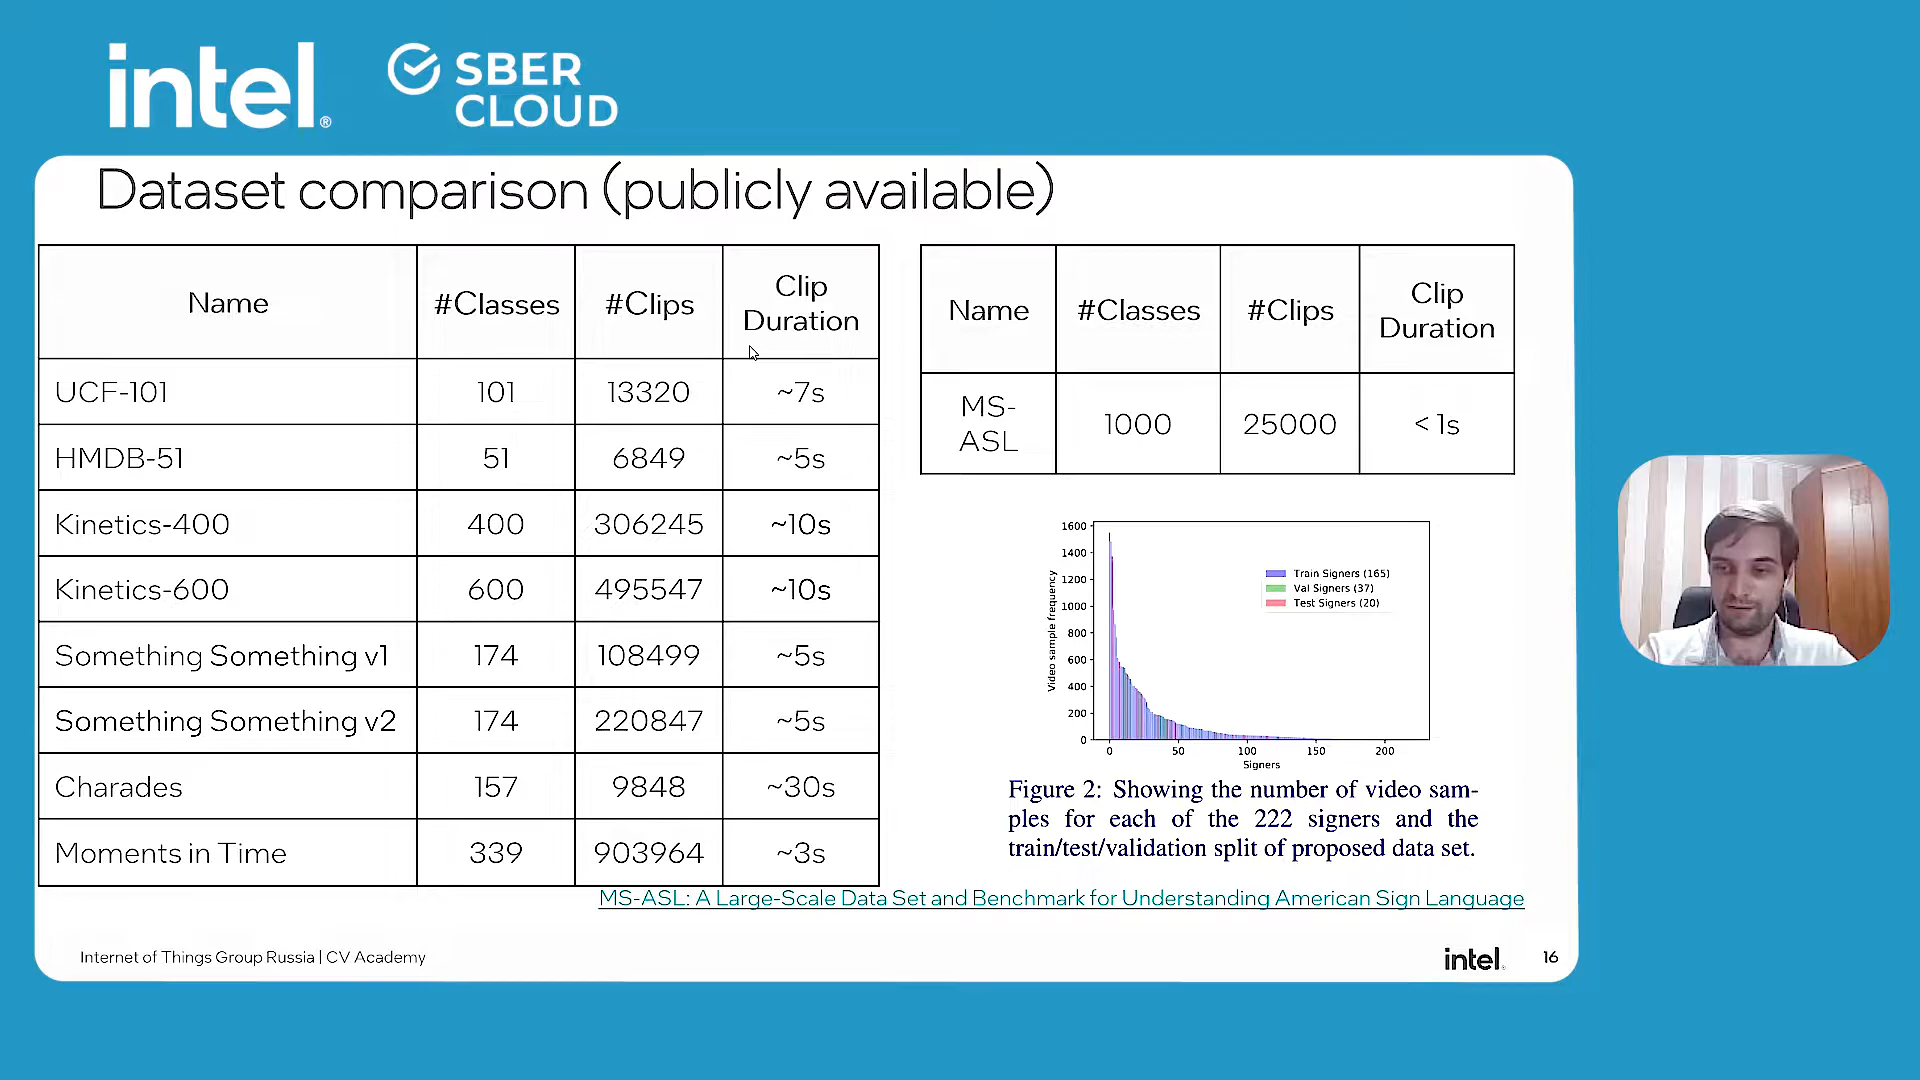 intel®
SBER
CLOUD
Dataset comparison (publicly available)
Name #Classes #Clips Clip Duration
UCF-101 101 13320 ~7s
HMDB-51 51 6849 ~5s
Kinetics-400 400 306245 ~10s
Kinetics-600 600 495547 ~10s
Something Something v1 174 108499 ~5s
Something Something v2 174 220847 ~5s
Charades 157 9848 ~30s
Moments in Time 339 903964 ~3s
Name #Classes #Clips Clip Duration
MS-ASL 1000 25000 < 1s
Video sample frequency
1600
1400
1200
1000
800
600
400
200
0
Train Signers (165)
Val Signers (37)
Test Signers (20)
0 50 100 150 200
Signers
Figure 2: Showing the number of video sam-
ples for each of the 222 signers and the
train/test/validation split of proposed data set.
MS-ASL: A Large-Scale Data Set and Benchmark for Understanding American Sign Language
Internet of Things Group Russia | CV Academy
intel.
16